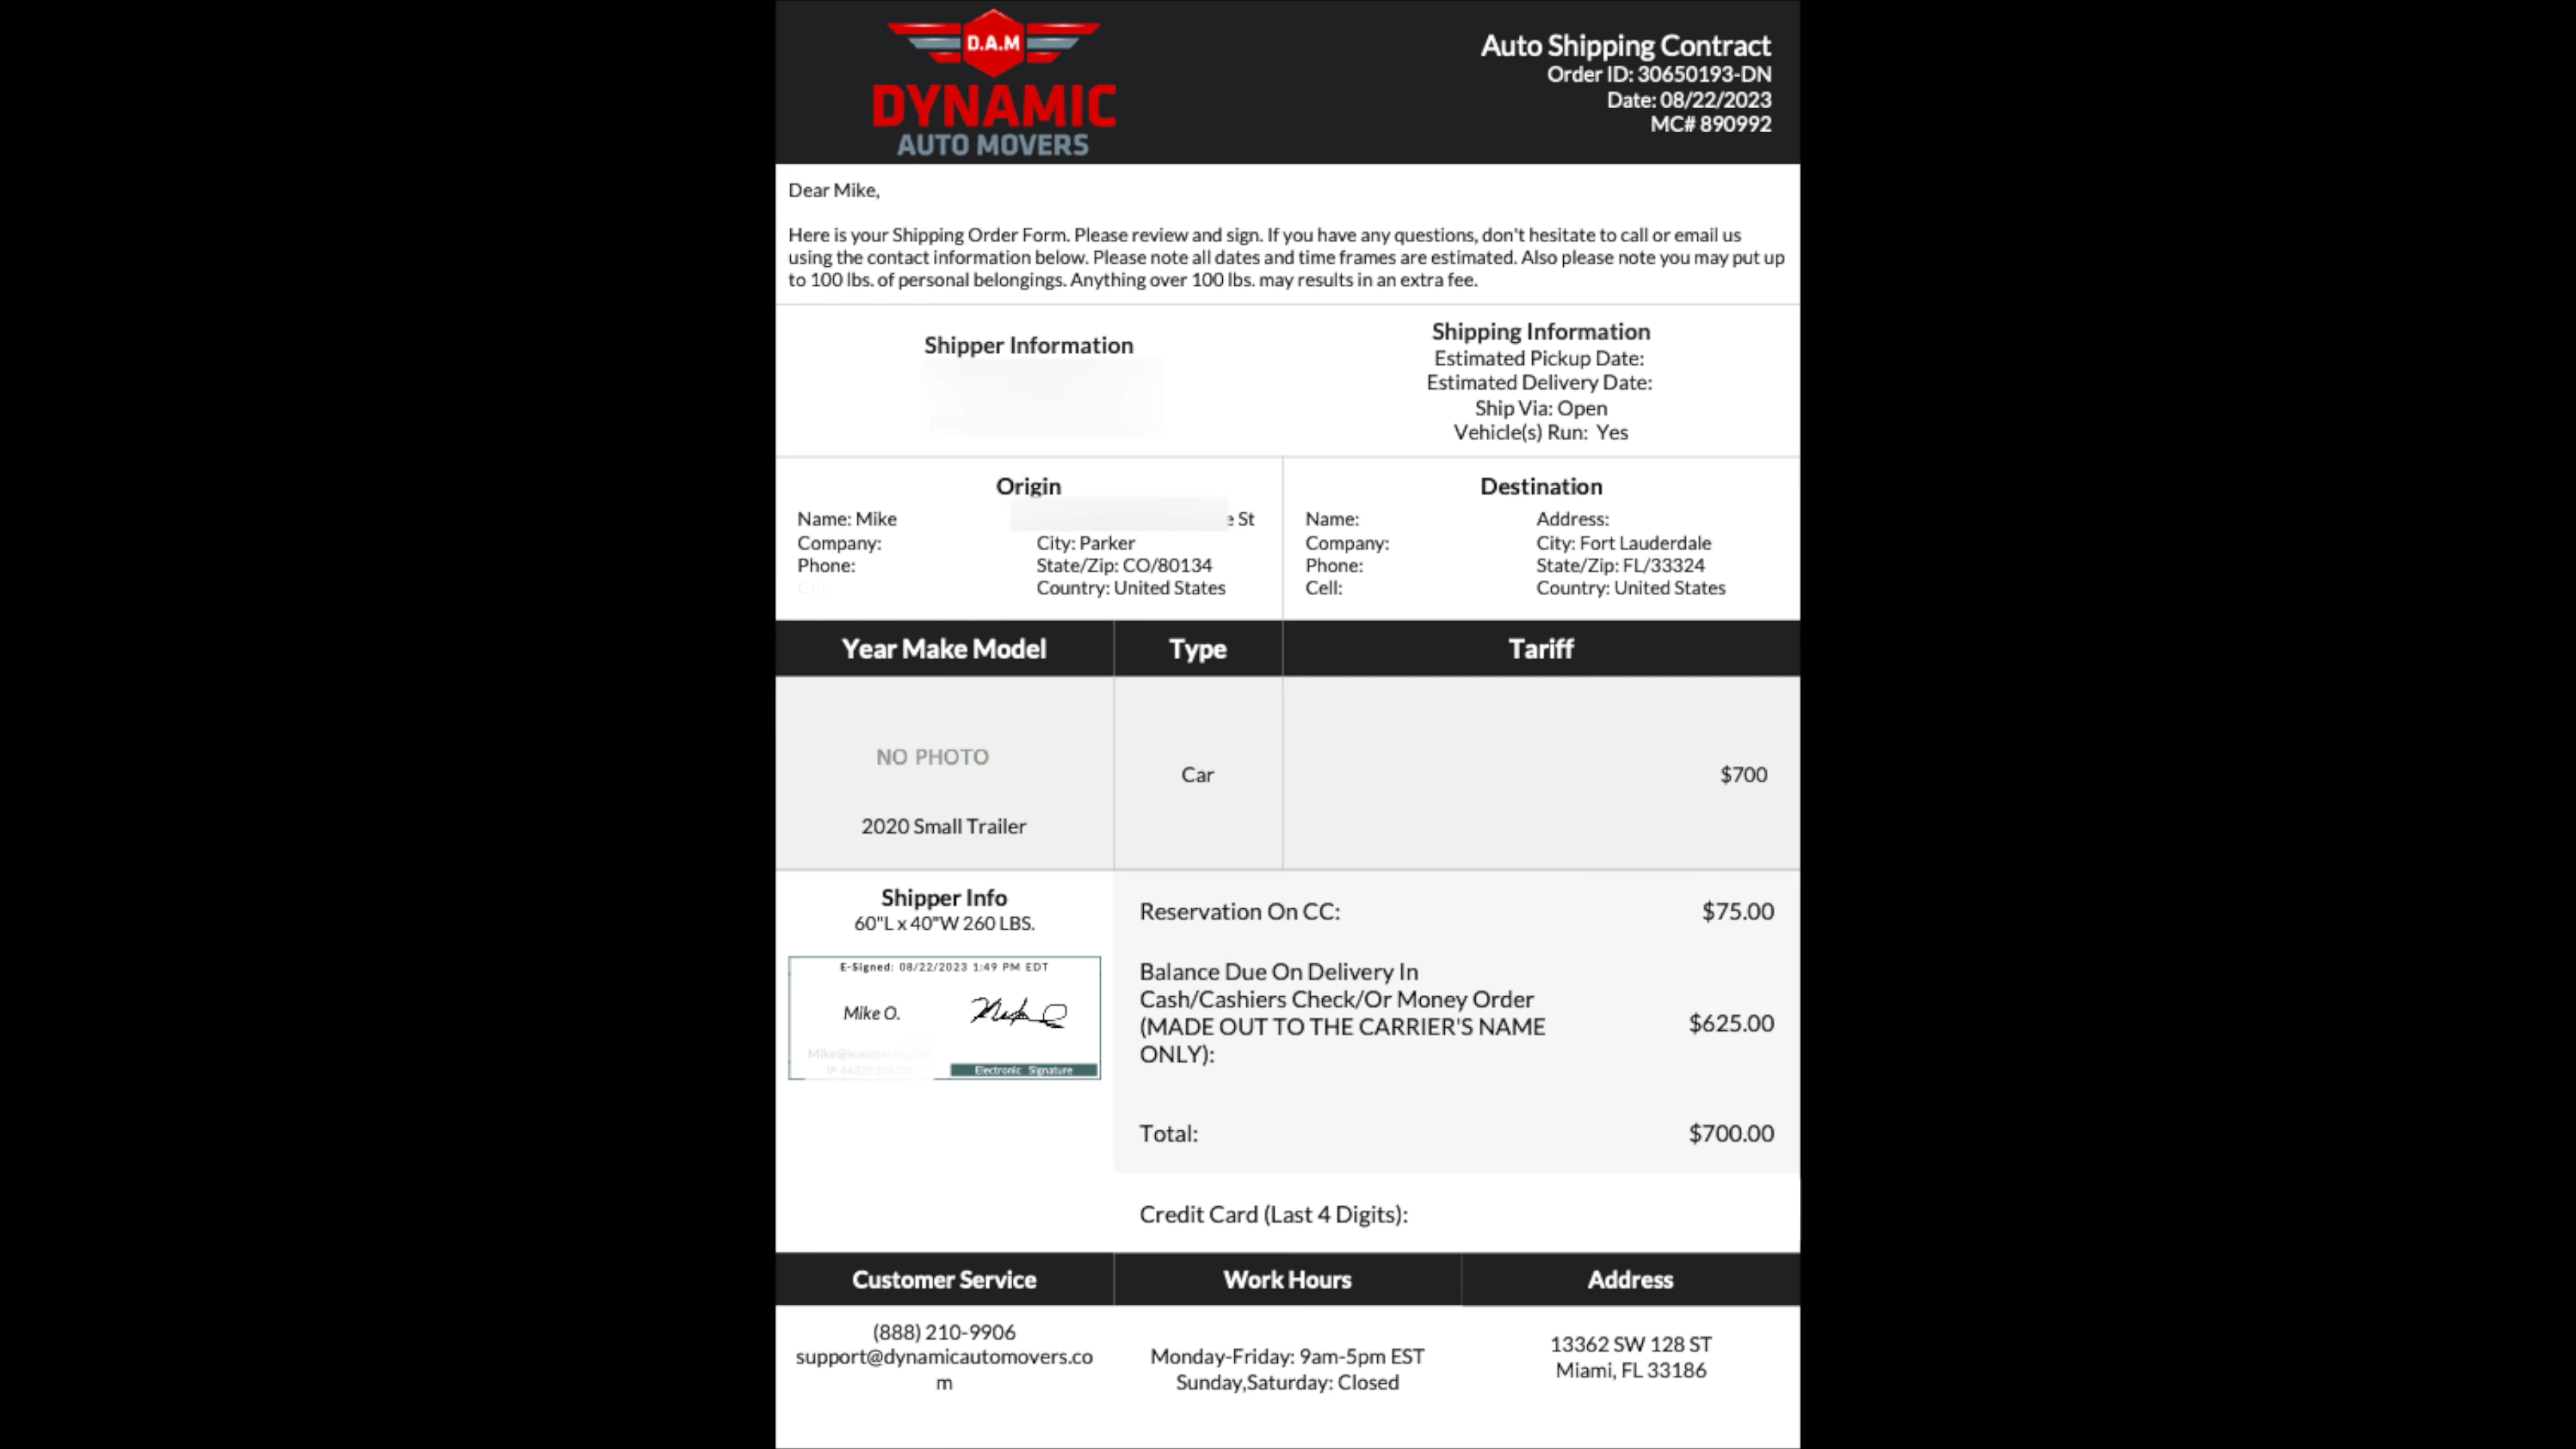 D.A.M
DYNAMIC
AUTO MOVERS
Auto Shipping Contract
Order ID: 30650193-DN
Date: 08/22/2023
MC# 890992
Dear Mike,
Here is your Shipping Order Form. Please review and sign. If you have any questions, don't hesitate to call or email us
using the contact information below. Please note all dates and time frames are estimated. Also please note you may put up
to 100 lbs. of personal belongings. Anything over 100 lbs. may results in an extra fee.
Shipper Information
Shipping Information
Estimated Pickup Date:
Estimated Delivery Date:
Ship Via: Open
Vehicle(s) Run: Yes
Origin
Name: Mike
Company:
Phone:
e St
City: Parker
State/Zip: CO/80134
Country: United States
Destination
Name:
Company:
Phone:
Cell:
Address:
City: Fort Lauderdale
State/Zip: FL/33324
Country: United States
Year Make Model
Type
Tariff
NO PHOTO
2020 Small Trailer
Car
$700
Shipper Info
60"L x 40"W 260 LBS.
E-Signed: 08/22/2023 1:49 PM EDT
Mike O.
Electronic Signature
Reservation On CC:
$75.00
Balance Due On Delivery In
Cash/Cashiers Check/Or Money Order
(MADE OUT TO THE CARRIER'S NAME
ONLY):
$625.00
Total:
$700.00
Credit Card (Last 4 Digits):
Customer Service
Work Hours
Address
(888) 210-9906
support@dynamicautomovers.co
m
Monday-Friday: 9am-5pm EST
Sunday,Saturday: Closed
13362 SW 128 ST
Miami, FL 33186